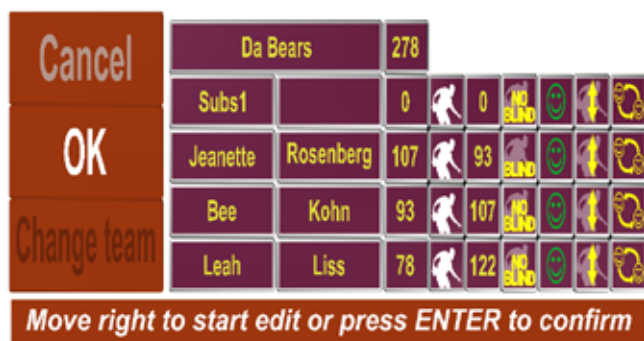 Cancel
OK
Change team
Da Bears 278
Subs1 0 0 NO BLIND
Jeanette Rosenberg 107 93 BLIND
Bee Kohn 93 107 NO BLIND
Leah Liss 78 122 NO BLIND
Move right to start edit or press ENTER to confirm